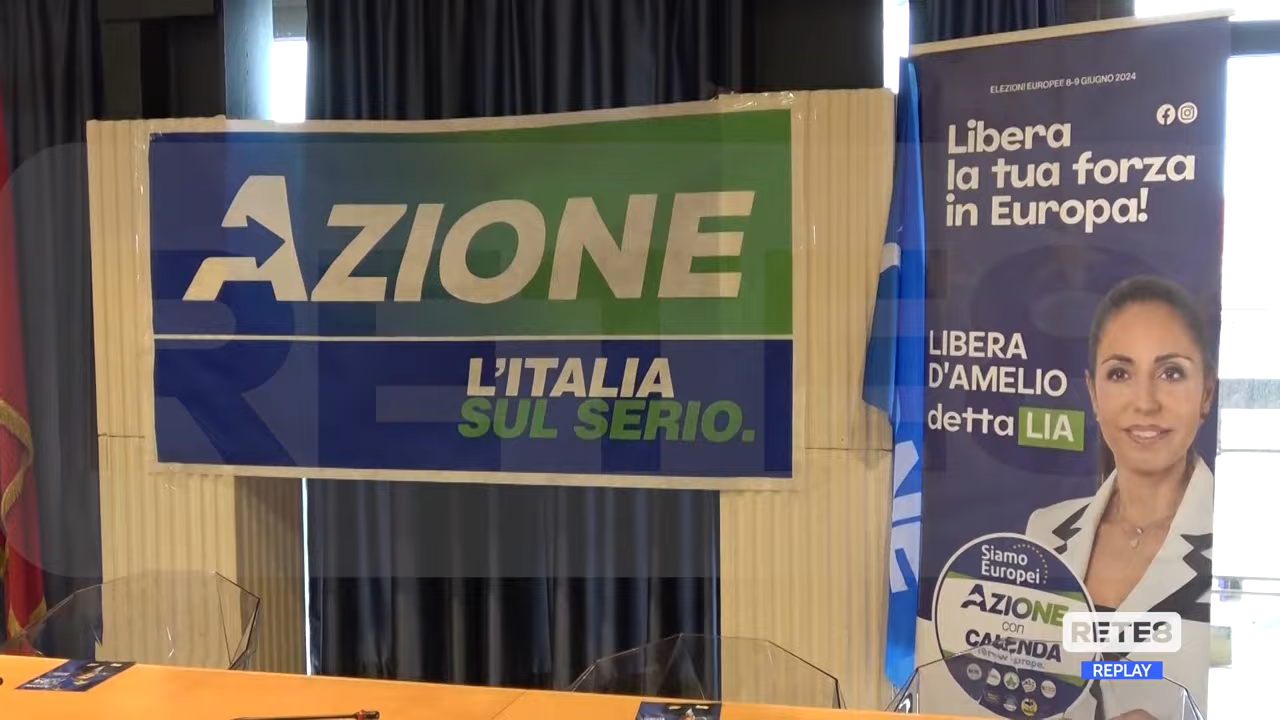 AZIONE
L'ITALIA
SUL SERIO.
ELEZIONI EUROPEE 8-9 GIUGNO 2024
Libera
la tua forza
in Europa!
LIBERA
D'AMELIO
detta LIA
Siamo
Europei
AZIONE
con
CALENDA
RETE8
REPLAY
RETE8